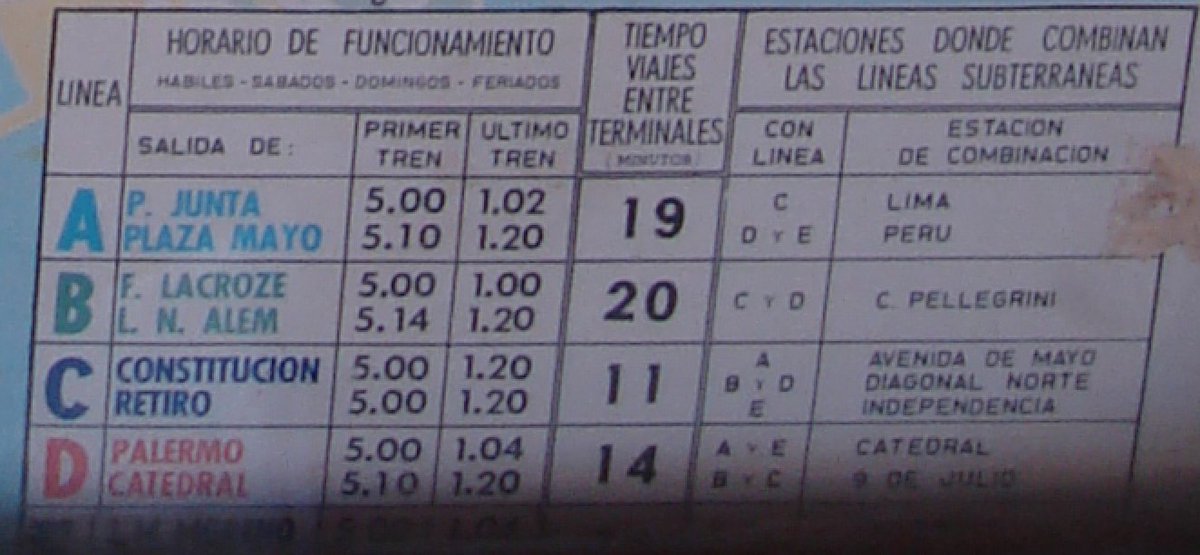 LINEA
HORARIO DE FUNCIONAMIENTO
HABILES - SABADOS - DOMINGOS - FERIADOS
TIEMPO
VIAJES
ENTRE
TERMINALES
(MINUTOS)
ESTACIONES DONDE COMBINAN
LAS LINEAS SUBTERRANEAS
SALIDA DE:
PRIMER
TREN
ULTIMO
TREN
CON
LINEA
ESTACION
DE COMBINACION
A
P. JUNTA 5.00 1.02
PLAZA MAYO 5.10 1.20
19
C LIMA
D Y E PERU
B
F. LACROZE 5.00 1.00
L. N. ALEM 5.14 1.20
20
C Y D C. PELLEGRINI
C
CONSTITUCION 5.00 1.20
RETIRO 5.00 1.20
11
A AVENIDA DE MAYO
B Y D DIAGONAL NORTE
E INDEPENDENCIA
D
PALERMO 5.00 1.04
CATEDRAL 5.10 1.20
14
A Y E CATEDRAL
B Y C 9 DE JULIO